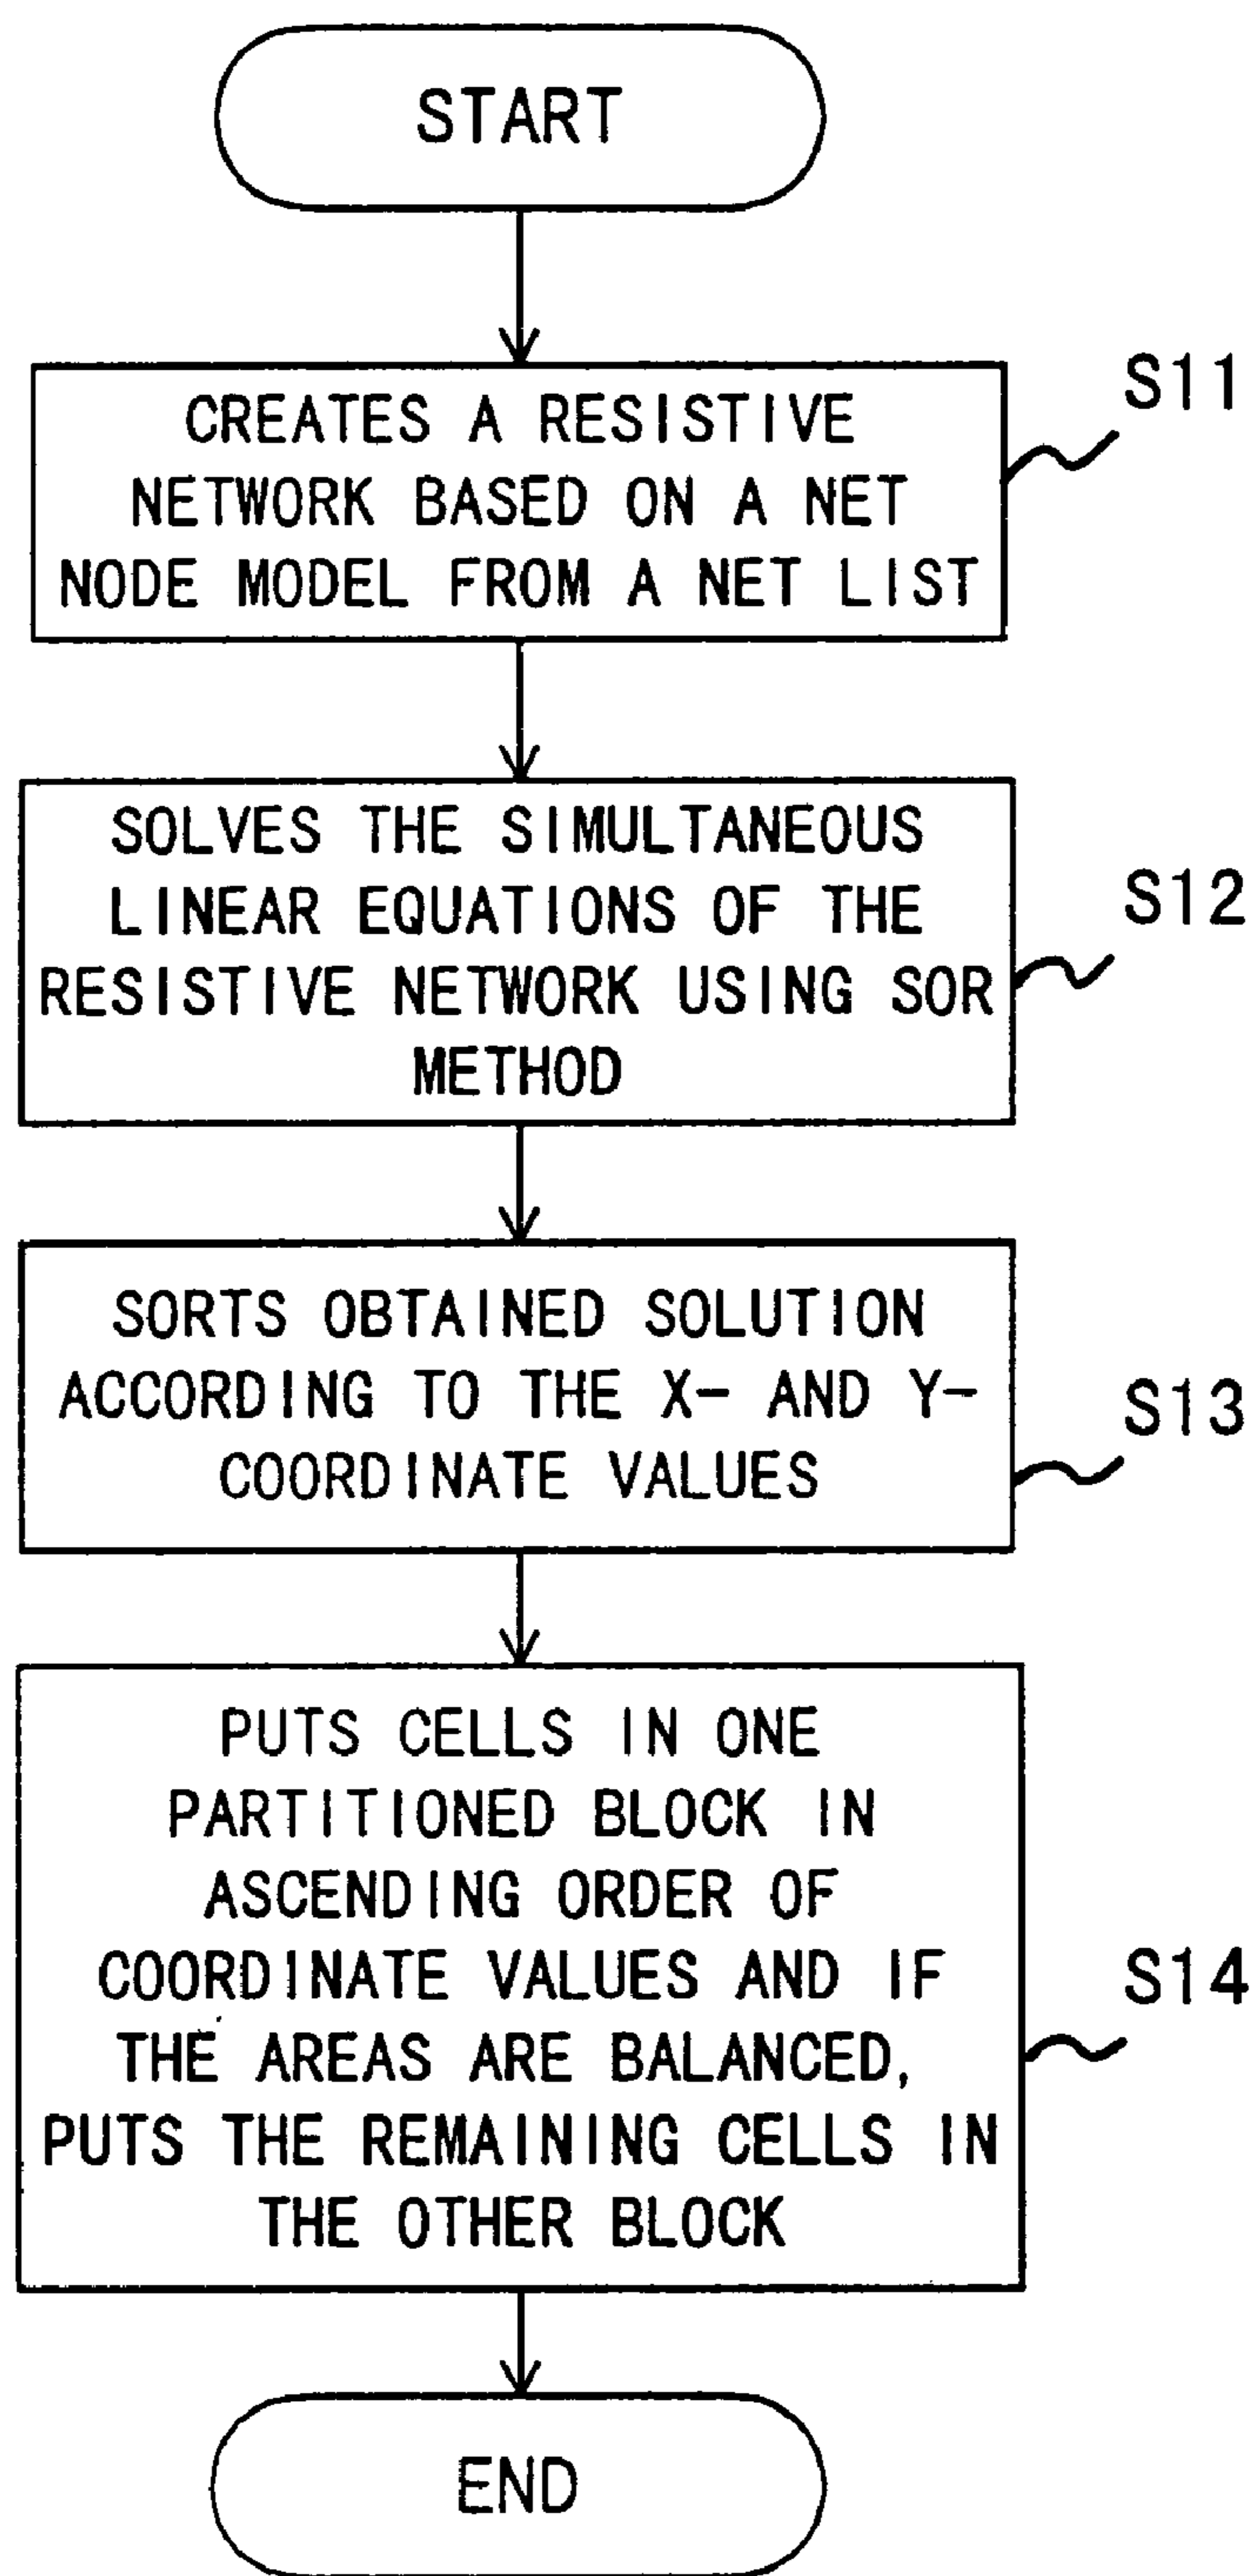 START
CREATES A RESISTIVE
NETWORK BASED ON A NET
NODE MODEL FROM A NET LIST
S11
SOLVES THE SIMULTANEOUS
LINEAR EQUATIONS OF THE
RESISTIVE NETWORK USING SOR
METHOD
S12
SORTS OBTAINED SOLUTION
ACCORDING TO THE X- AND Y-
COORDINATE VALUES
S13
PUTS CELLS IN ONE
PARTITIONED BLOCK IN
ASCENDING ORDER OF
COORDINATE VALUES AND IF
THE AREAS ARE BALANCED,
PUTS THE REMAINING CELLS IN
THE OTHER BLOCK
S14
END